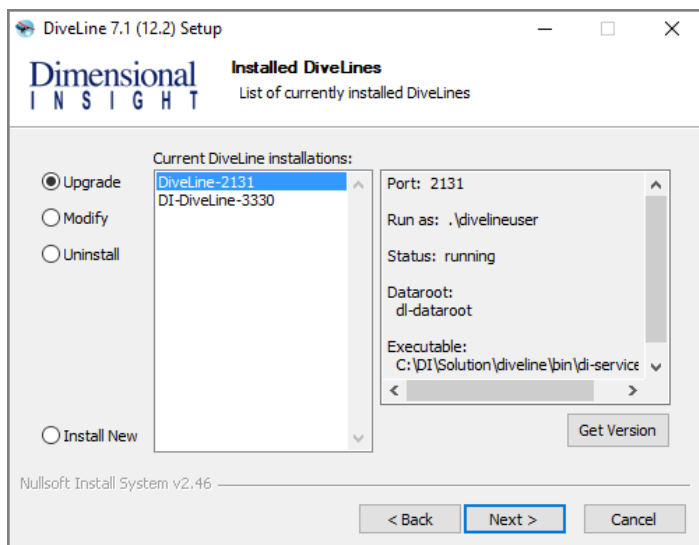 DiveLine 7.1 (12.2) Setup
Dimensional
INSIGHT
Installed DiveLines
List of currently installed DiveLines
Current DiveLine installations:
Upgrade
Modify
Uninstall
Install New
DiveLine-2131
DI-DiveLine-3330
Port: 2131
Run as: .\divelineuser
Status: running
Dataroot:
dl-dataroot
Executable:
C:\DI\Solution\diveline\bin\di-service
Get Version
Nullsoft Install System v2.46
< Back
Next >
Cancel